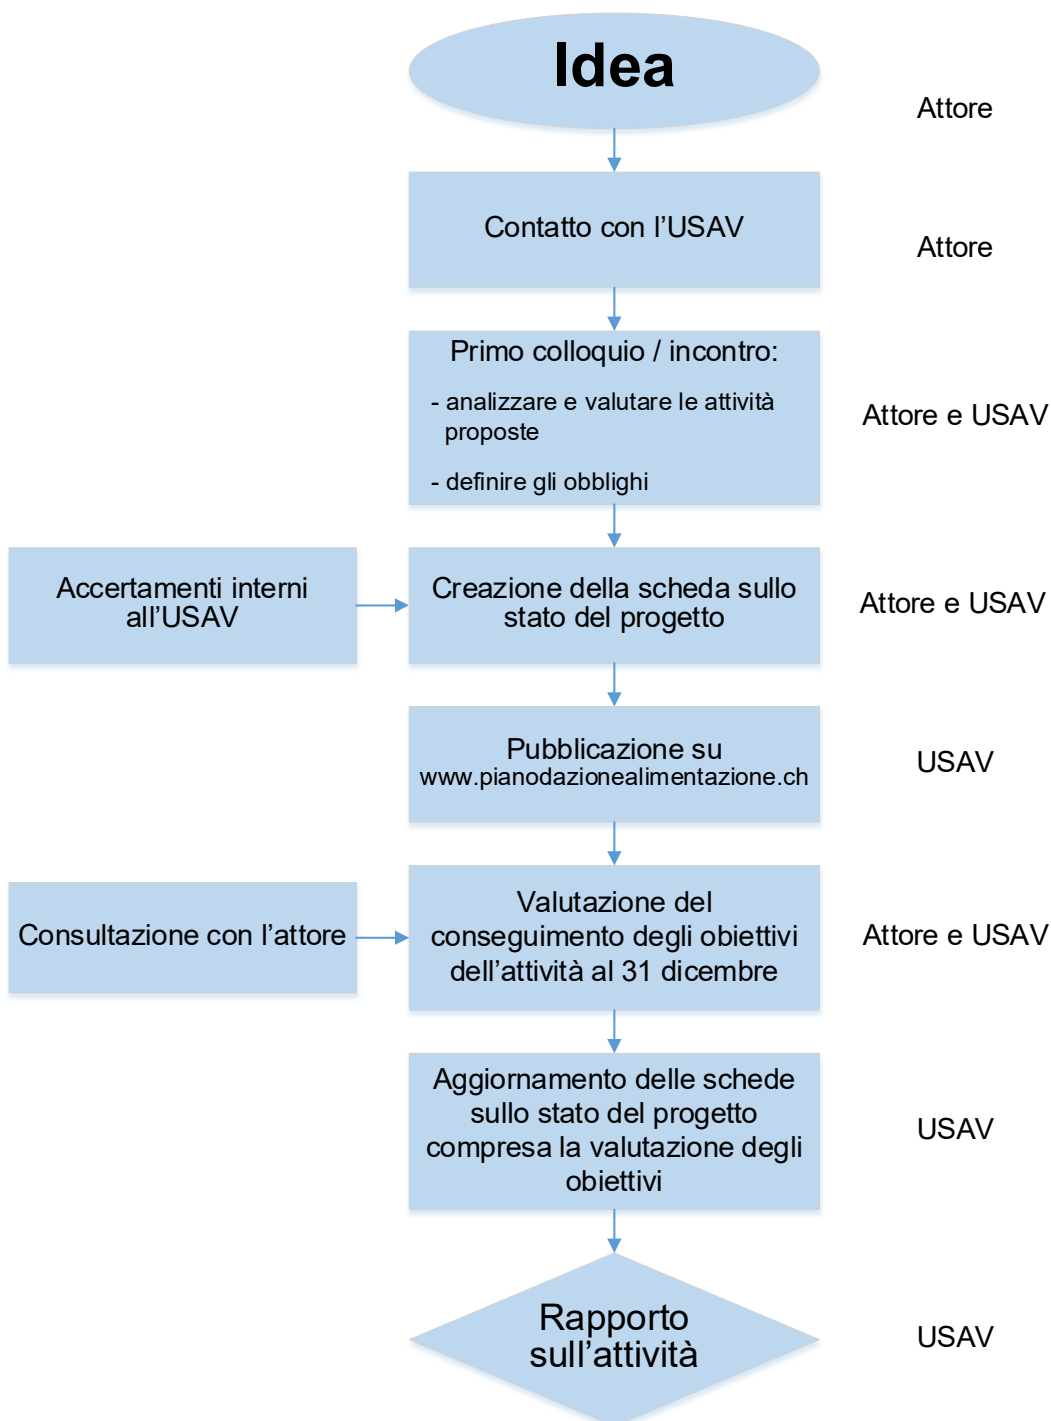 Idea
Attore
Contatto con l’USAV
Attore
Primo colloquio / incontro:
- analizzare e valutare le attività
proposte
- definire gli obblighi
Attore e USAV
Accertamenti interni
all’USAV
Creazione della scheda sullo
stato del progetto
Attore e USAV
Pubblicazione su
www.pianodazionealimentazione.ch
USAV
Consultazione con l’attore
Valutazione del
conseguimento degli obiettivi
dell’attività al 31 dicembre
Attore e USAV
Aggiornamento delle schede
sullo stato del progetto
compresa la valutazione degli
obiettivi
USAV
Rapporto
sull’attività
USAV